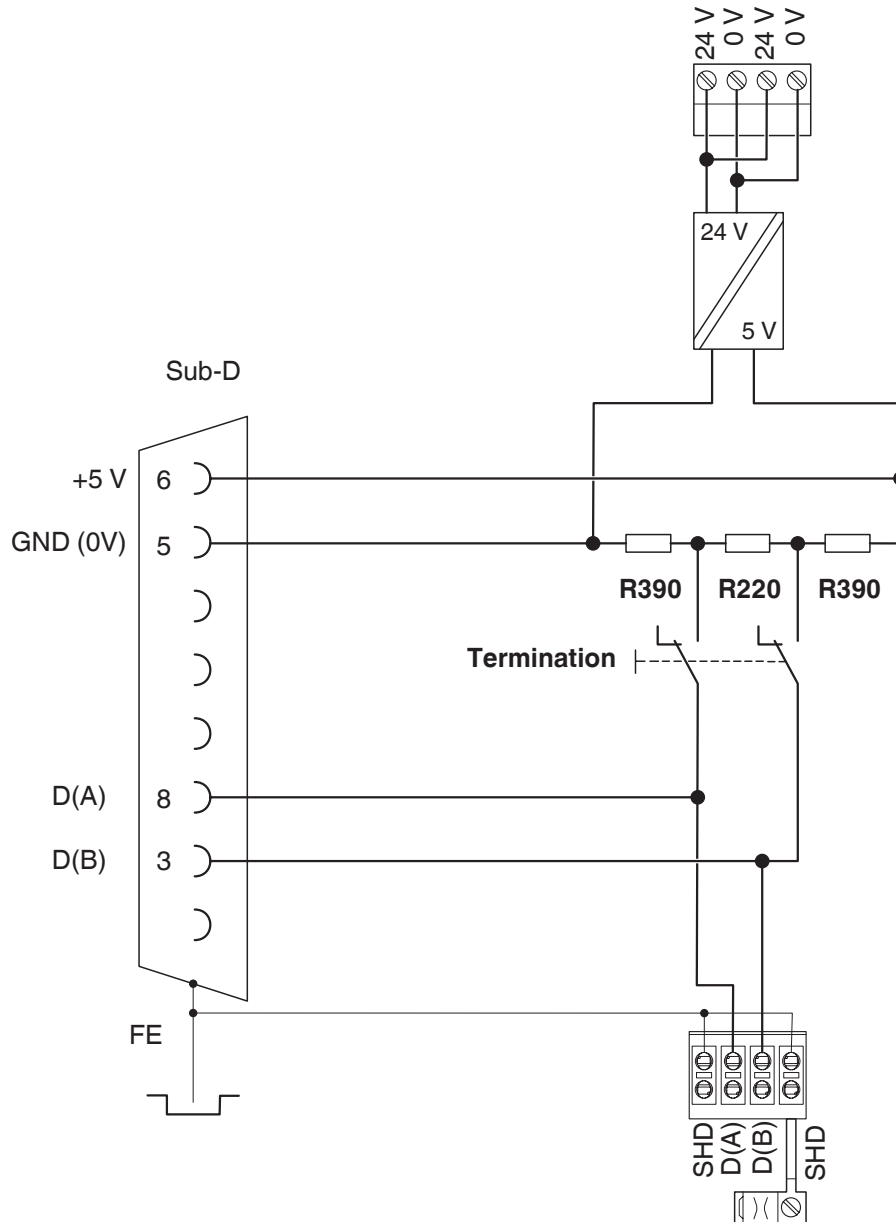 24 V
0 V
24 V
0 V
24 V
5 V
Sub-D
+5 V 6
GND (0V) 5
R390 R220 R390
Termination
D(A) 8
D(B) 3
FE
SHD
D(A)
D(B)
SHD